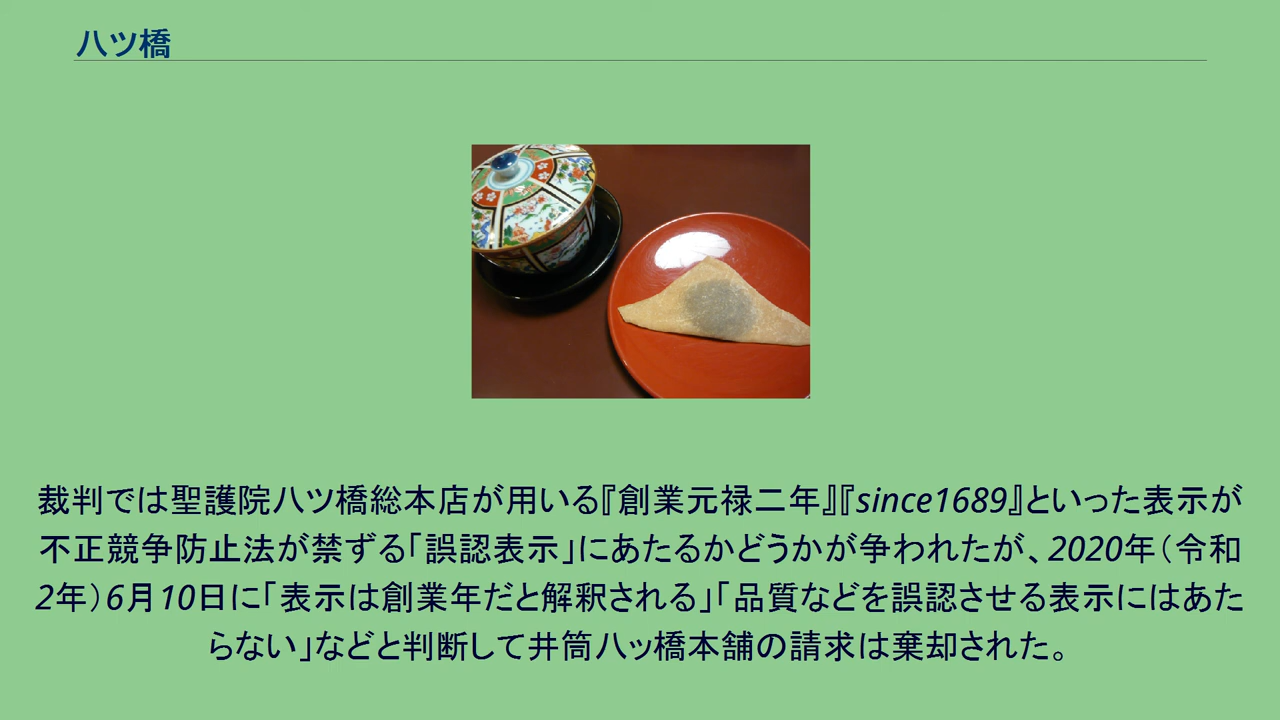 八ツ橋
裁判では聖護院八ツ橋総本店が用いる『創業元禄二年』『since1689』といった表示が
不正競争防止法が禁ずる「誤認表示」にあたるかどうかが争われたが、2020年（令和
2年）6月10日に「表示は創業年だと解釈される」「品質などを誤認させる表示にはあた
らない」などと判断して井筒八ッ橋本舗の請求は棄却された。